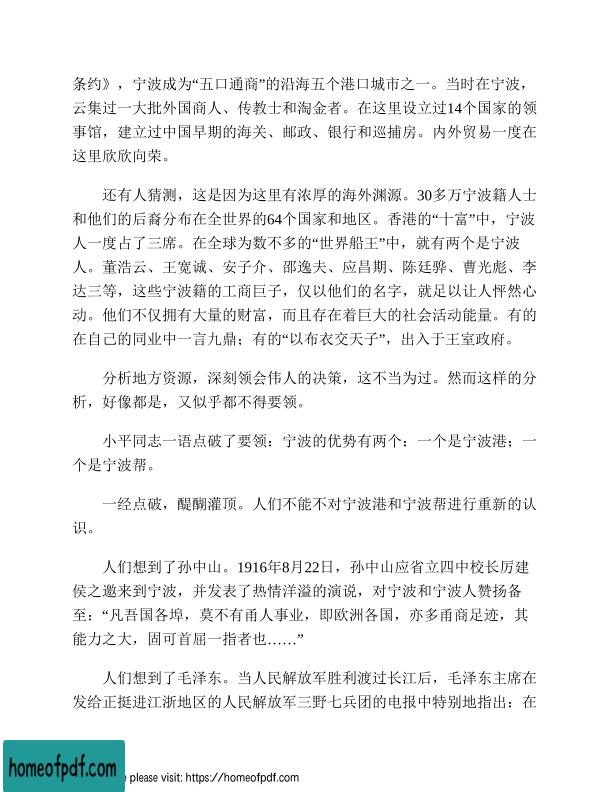 条约》，宁波成为“五口通商”的沿海五个港口城市之一。当时在宁波，
云集过一大批外国商人、传教士和淘金者。在这里设立过14个国家的领
事馆，建立过中国早期的海关、邮政、银行和巡捕房。内外贸易一度在
这里欣欣向荣。
还有人猜测，这是因为这里有浓厚的海外渊源。30多万宁波籍人士
和他们的后裔分布在全世界的64个国家和地区。香港的“十富”中，宁波
人一度占了三席。在全球为数不多的“世界船王”中，就有两个是宁波
人。董浩云、王宽诚、安子介、邵逸夫、应昌期、陈廷骅、曹光彪、李
达三等，这些宁波籍的工商巨子，仅以他们的名字，就足以让人怦然心
动。他们不仅拥有大量的财富，而且存在着巨大的社会活动能量。有的
在自己的同业中一言九鼎；有的“以布衣交天子”，出入于王室政府。
分析地方资源，深刻领会伟人的决策，这不当为过。然而这样的分
析，好像都是，又似乎都不得要领。
小平同志一语点破了要领：宁波的优势有两个：一个是宁波港；一
个是宁波帮。
一经点破，醍醐灌顶。人们不能不对宁波港和宁波帮进行重新的认
识。
人们想到了孙中山。1916年8月22日，孙中山应省立四中校长厉建
侯之邀来到宁波，并发表了热情洋溢的演说，对宁波和宁波人赞扬备
至：“凡吾国各埠，莫不有甬人事业，即欧洲各国，亦多甬商足迹，其
能力之大，固可首屈一指者也……”
人们想到了毛泽东。当人民解放军胜利渡过长江后，毛泽东主席在
发给正挺进江浙地区的人民解放军三野七兵团的电报中特别地指出：在
homeofpdf.com
please visit: https://homeofpdf.com